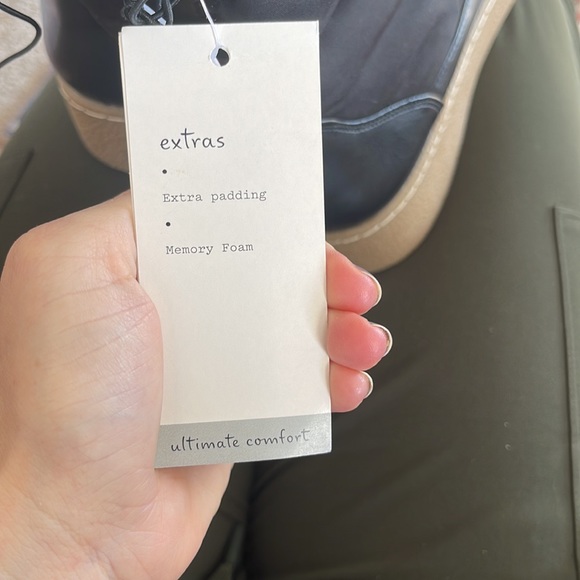 extras
•
Extra padding
•
Memory Foam
ultimate comfort